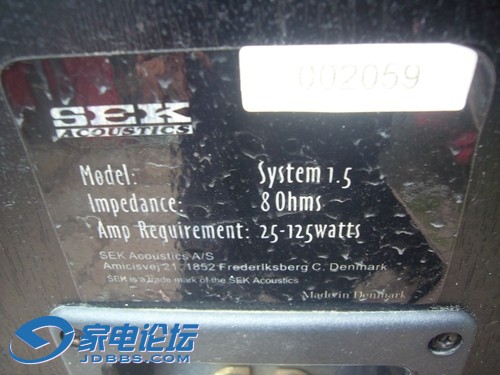 002059
SEK
ACOUSTICS
Model: System 1.5
Impedance: 8 Ohms
Amp Requirement: 25-125watts
SEK Acoustics A/S
Amicisvej 21, 1852 Frederiksberg C. Denmark
SEK is a trade mark of the SEK Acoustics
Made in Denmark
家电论坛
JDBBS.COM